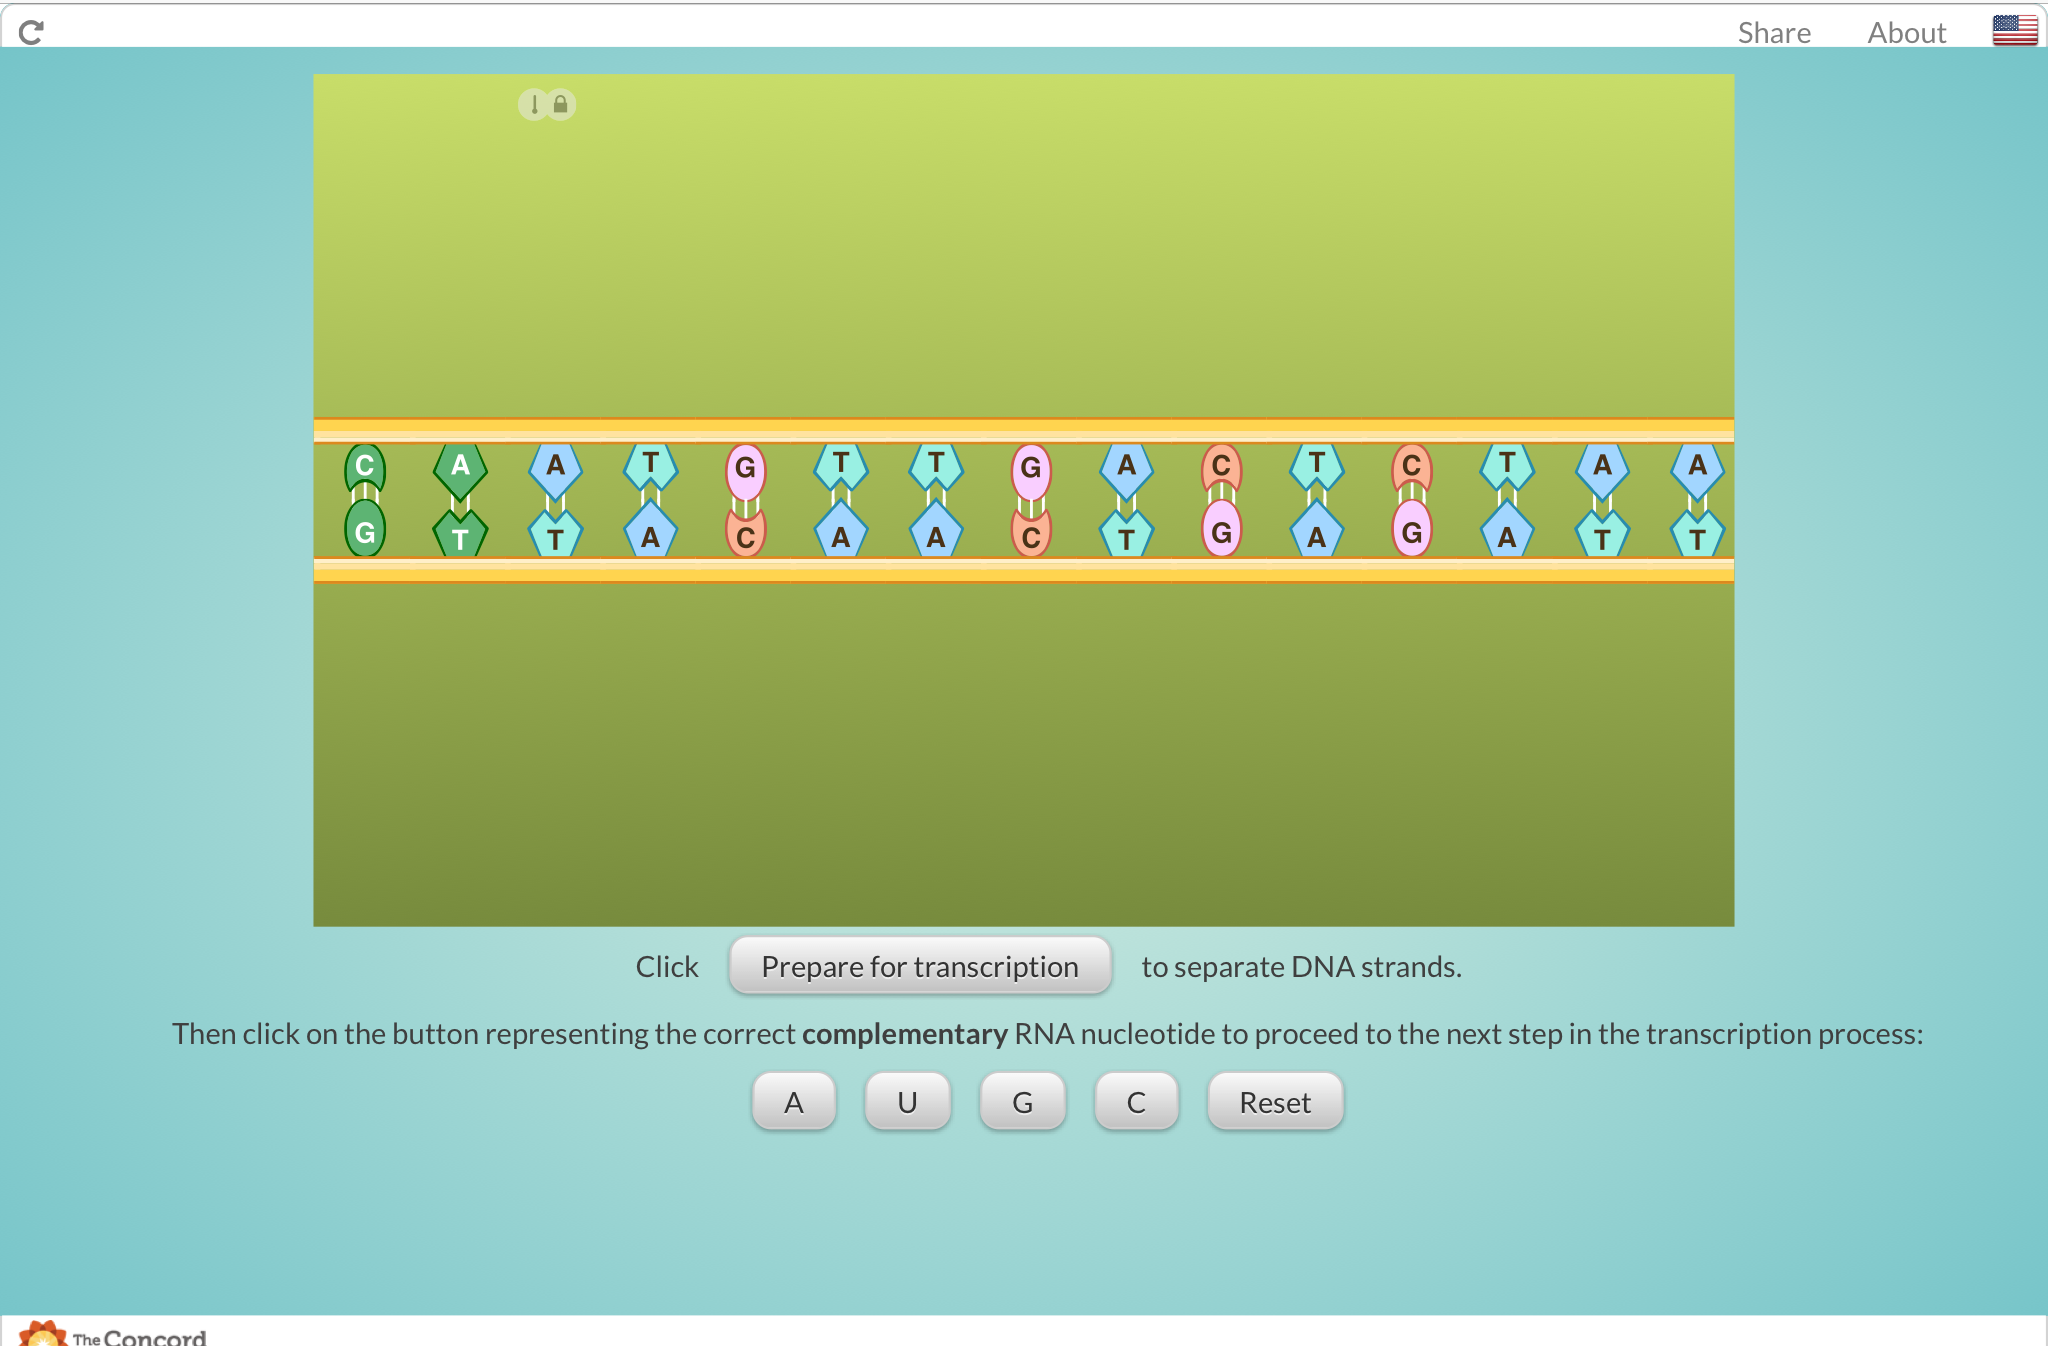 Share About
C A A T G T T G A C T C T A A
G T T A C A A C T G A G A T T
Click Prepare for transcription to separate DNA strands.
Then click on the button representing the correct complementary RNA nucleotide to proceed to the next step in the transcription process:
A U G C Reset
The Concord